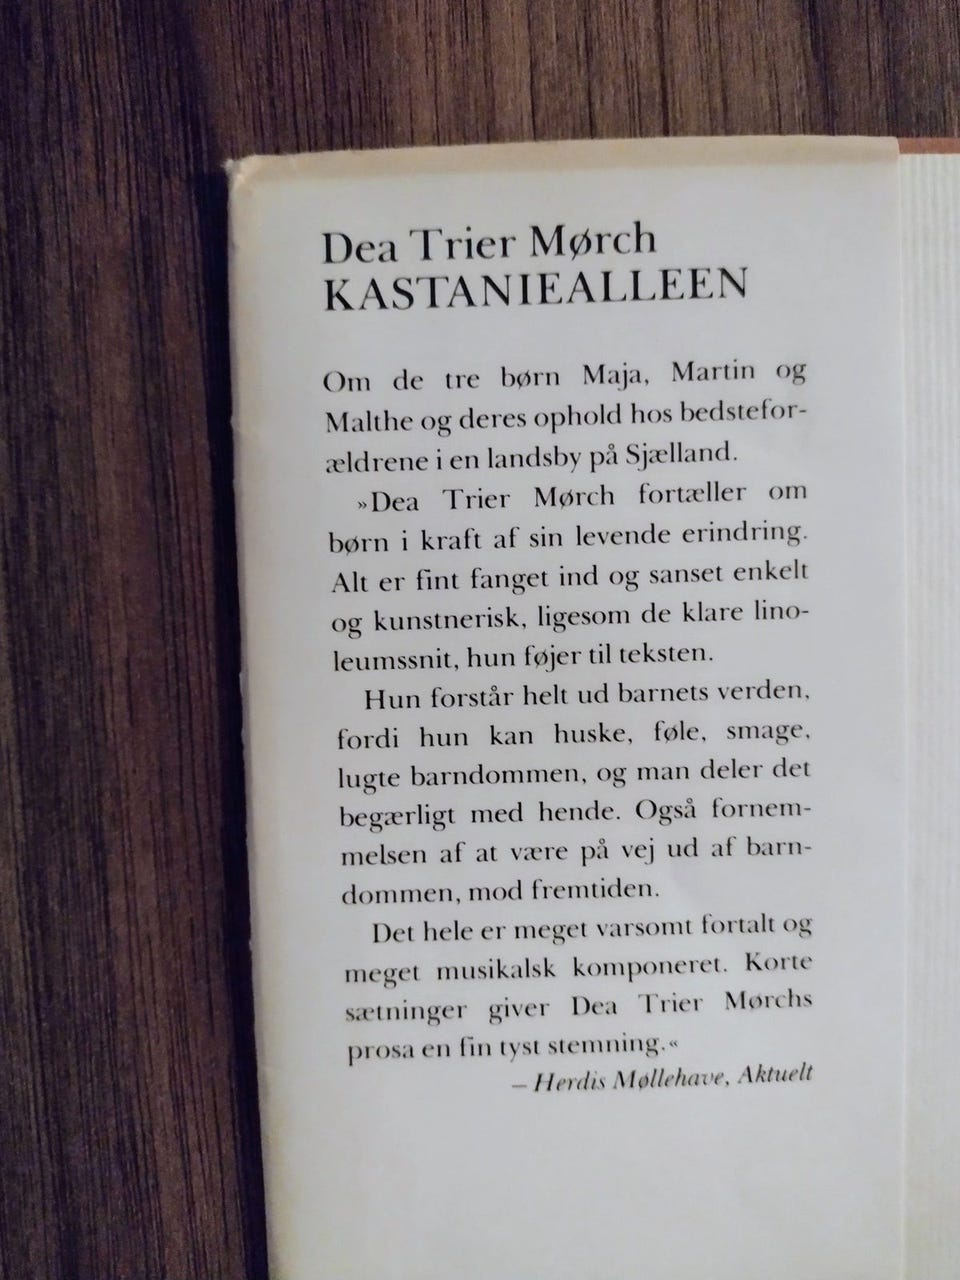 Dea Trier Mørch
KASTANIEALLEEN
Om de tre børn Maja, Martin og
Malthe og deres ophold hos bedstefor-
ældrene i en landsby på Sjælland.
»Dea Trier Mørch fortæller om
børn i kraft af sin levende erindring.
Alt er fint fanget ind og sanset enkelt
og kunstnerisk, ligesom de klare lino-
leumssnit, hun føjer til teksten.
Hun forstår helt ud barnets verden,
fordi hun kan huske, føle, smage,
lugte barndommen, og man deler det
begærligt med hende. Også fornem-
melsen af at være på vej ud af barn-
dommen, mod fremtiden.
Det hele er meget varsomt fortalt og
meget musikalsk komponeret. Korte
sætninger giver Dea Trier Mørchs
prosa en fin tyst stemning.«
– Herdis Møllehave, Aktuelt